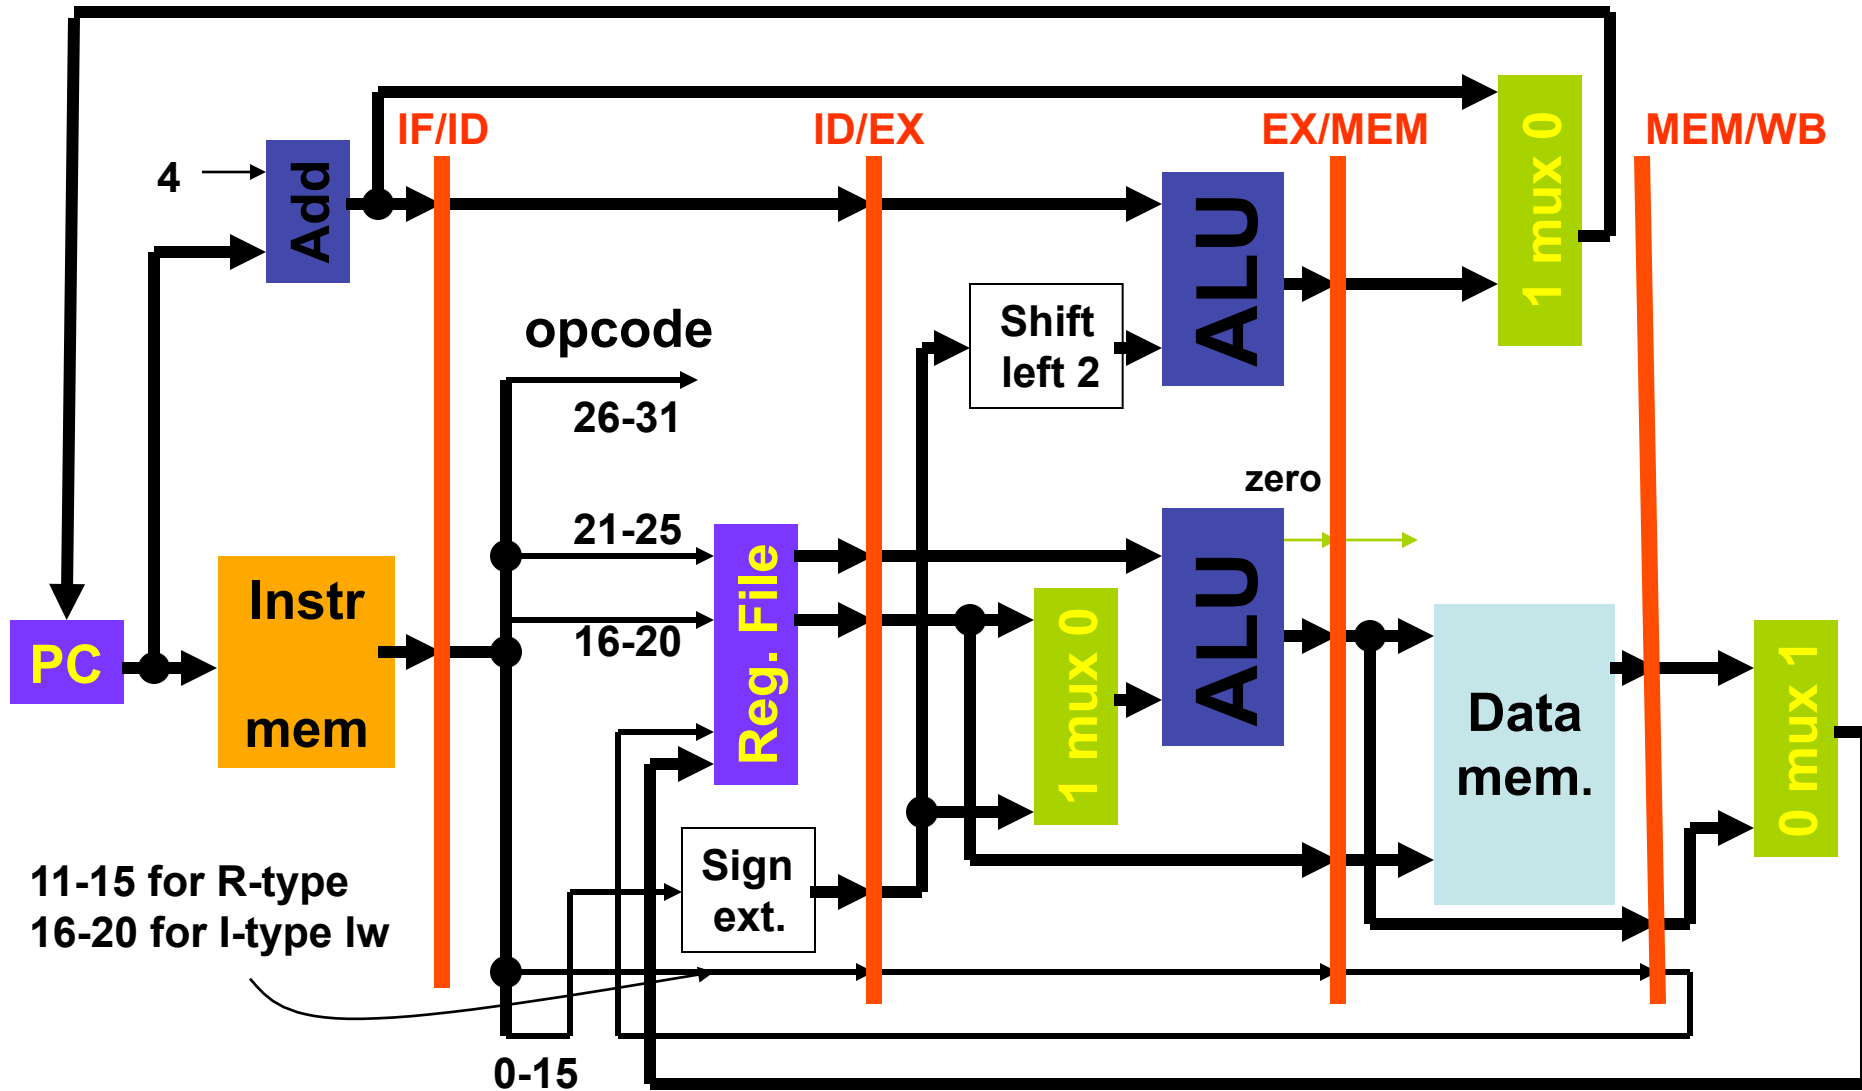 IF/ID
ID/EX
EX/MEM
MEM/WB
4
Add
ALU
1 mux 0
opcode
26-31
Shift
left 2
zero
21-25
16-20
Instr
mem
PC
Reg. File
1 mux 0
ALU
Data
mem.
0 mux 1
Sign
ext.
11-15 for R-type
16-20 for I-type lw
0-15